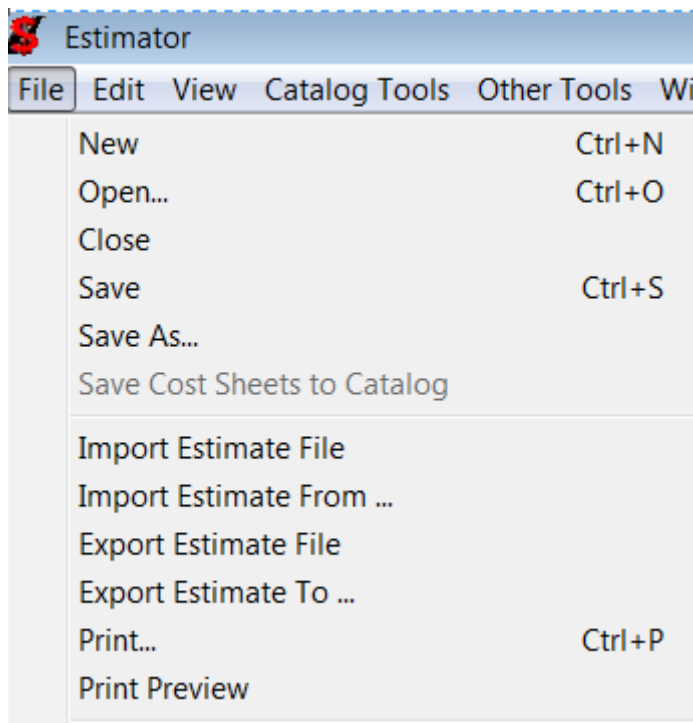 Estimator
File Edit View Catalog Tools Other Tools Wi
New Ctrl+N
Open... Ctrl+O
Close
Save Ctrl+S
Save As...
Save Cost Sheets to Catalog
Import Estimate File
Import Estimate From ...
Export Estimate File
Export Estimate To ...
Print... Ctrl+P
Print Preview